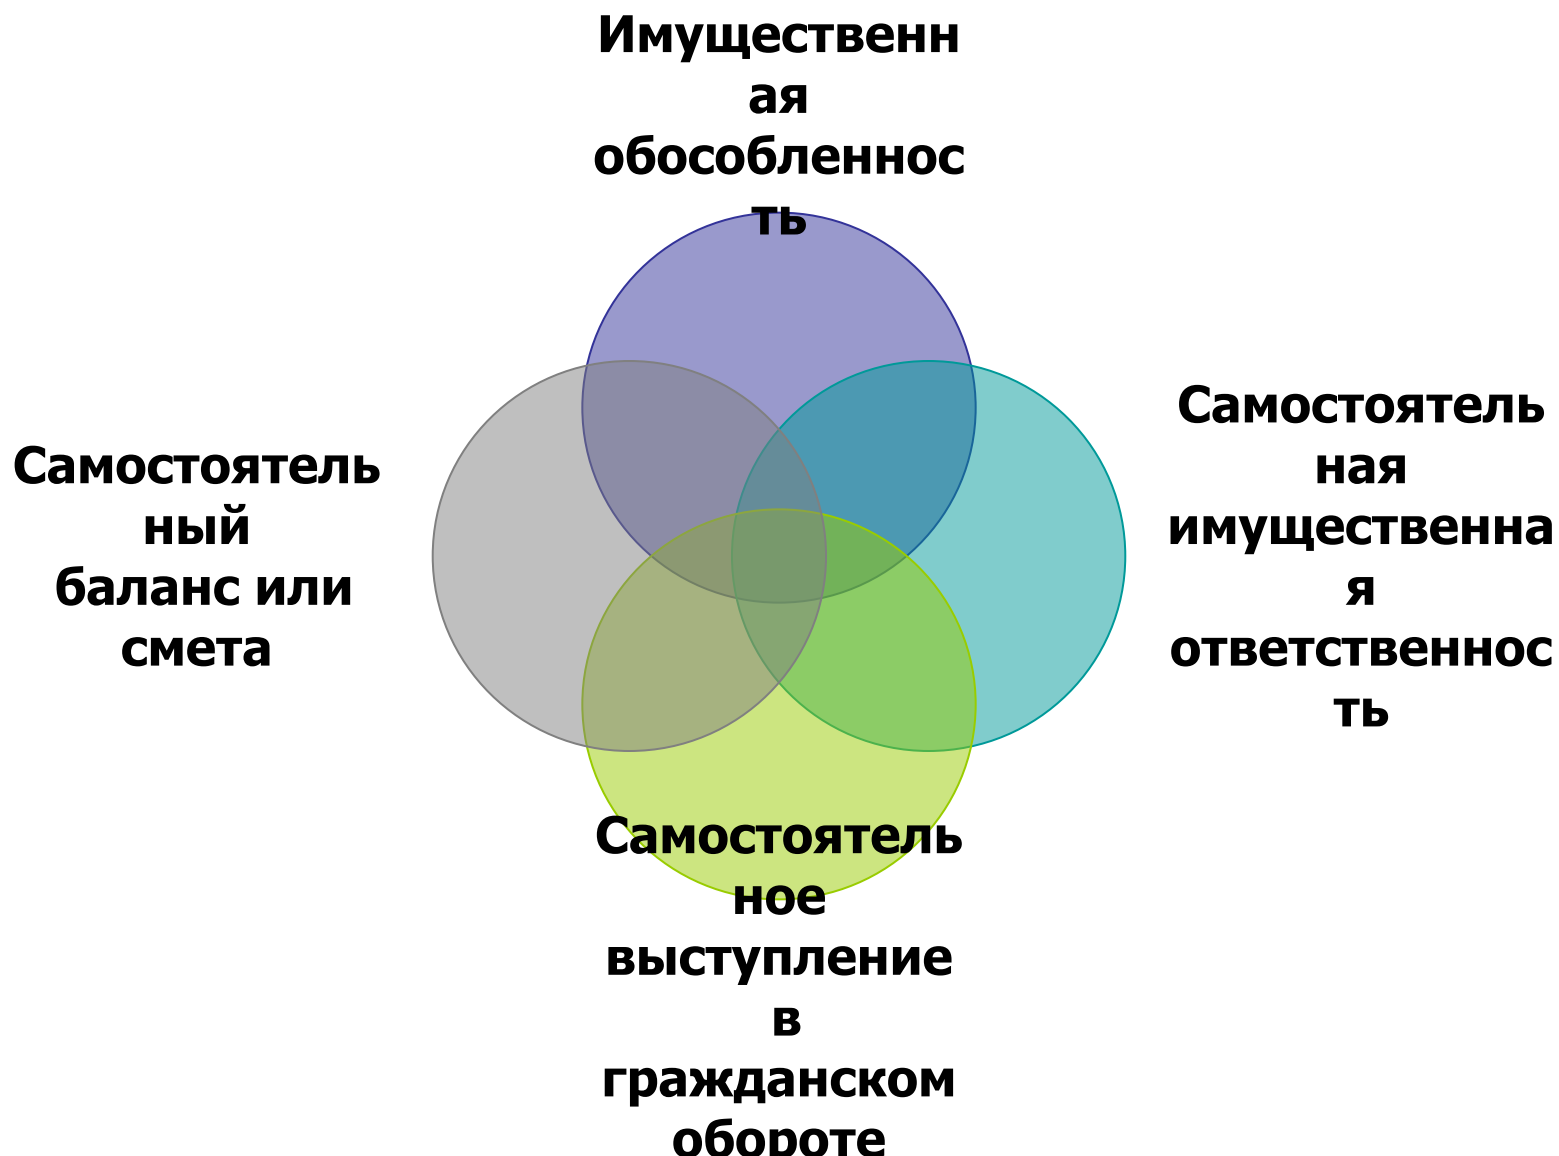 Имущественн
ая
обособленнос
ть
Самостоятель
ная
имущественна
я
ответственнос
ть
Самостоятель
ное
выступление
в
гражданском
обороте
Самостоятель
ный
баланс или
смета